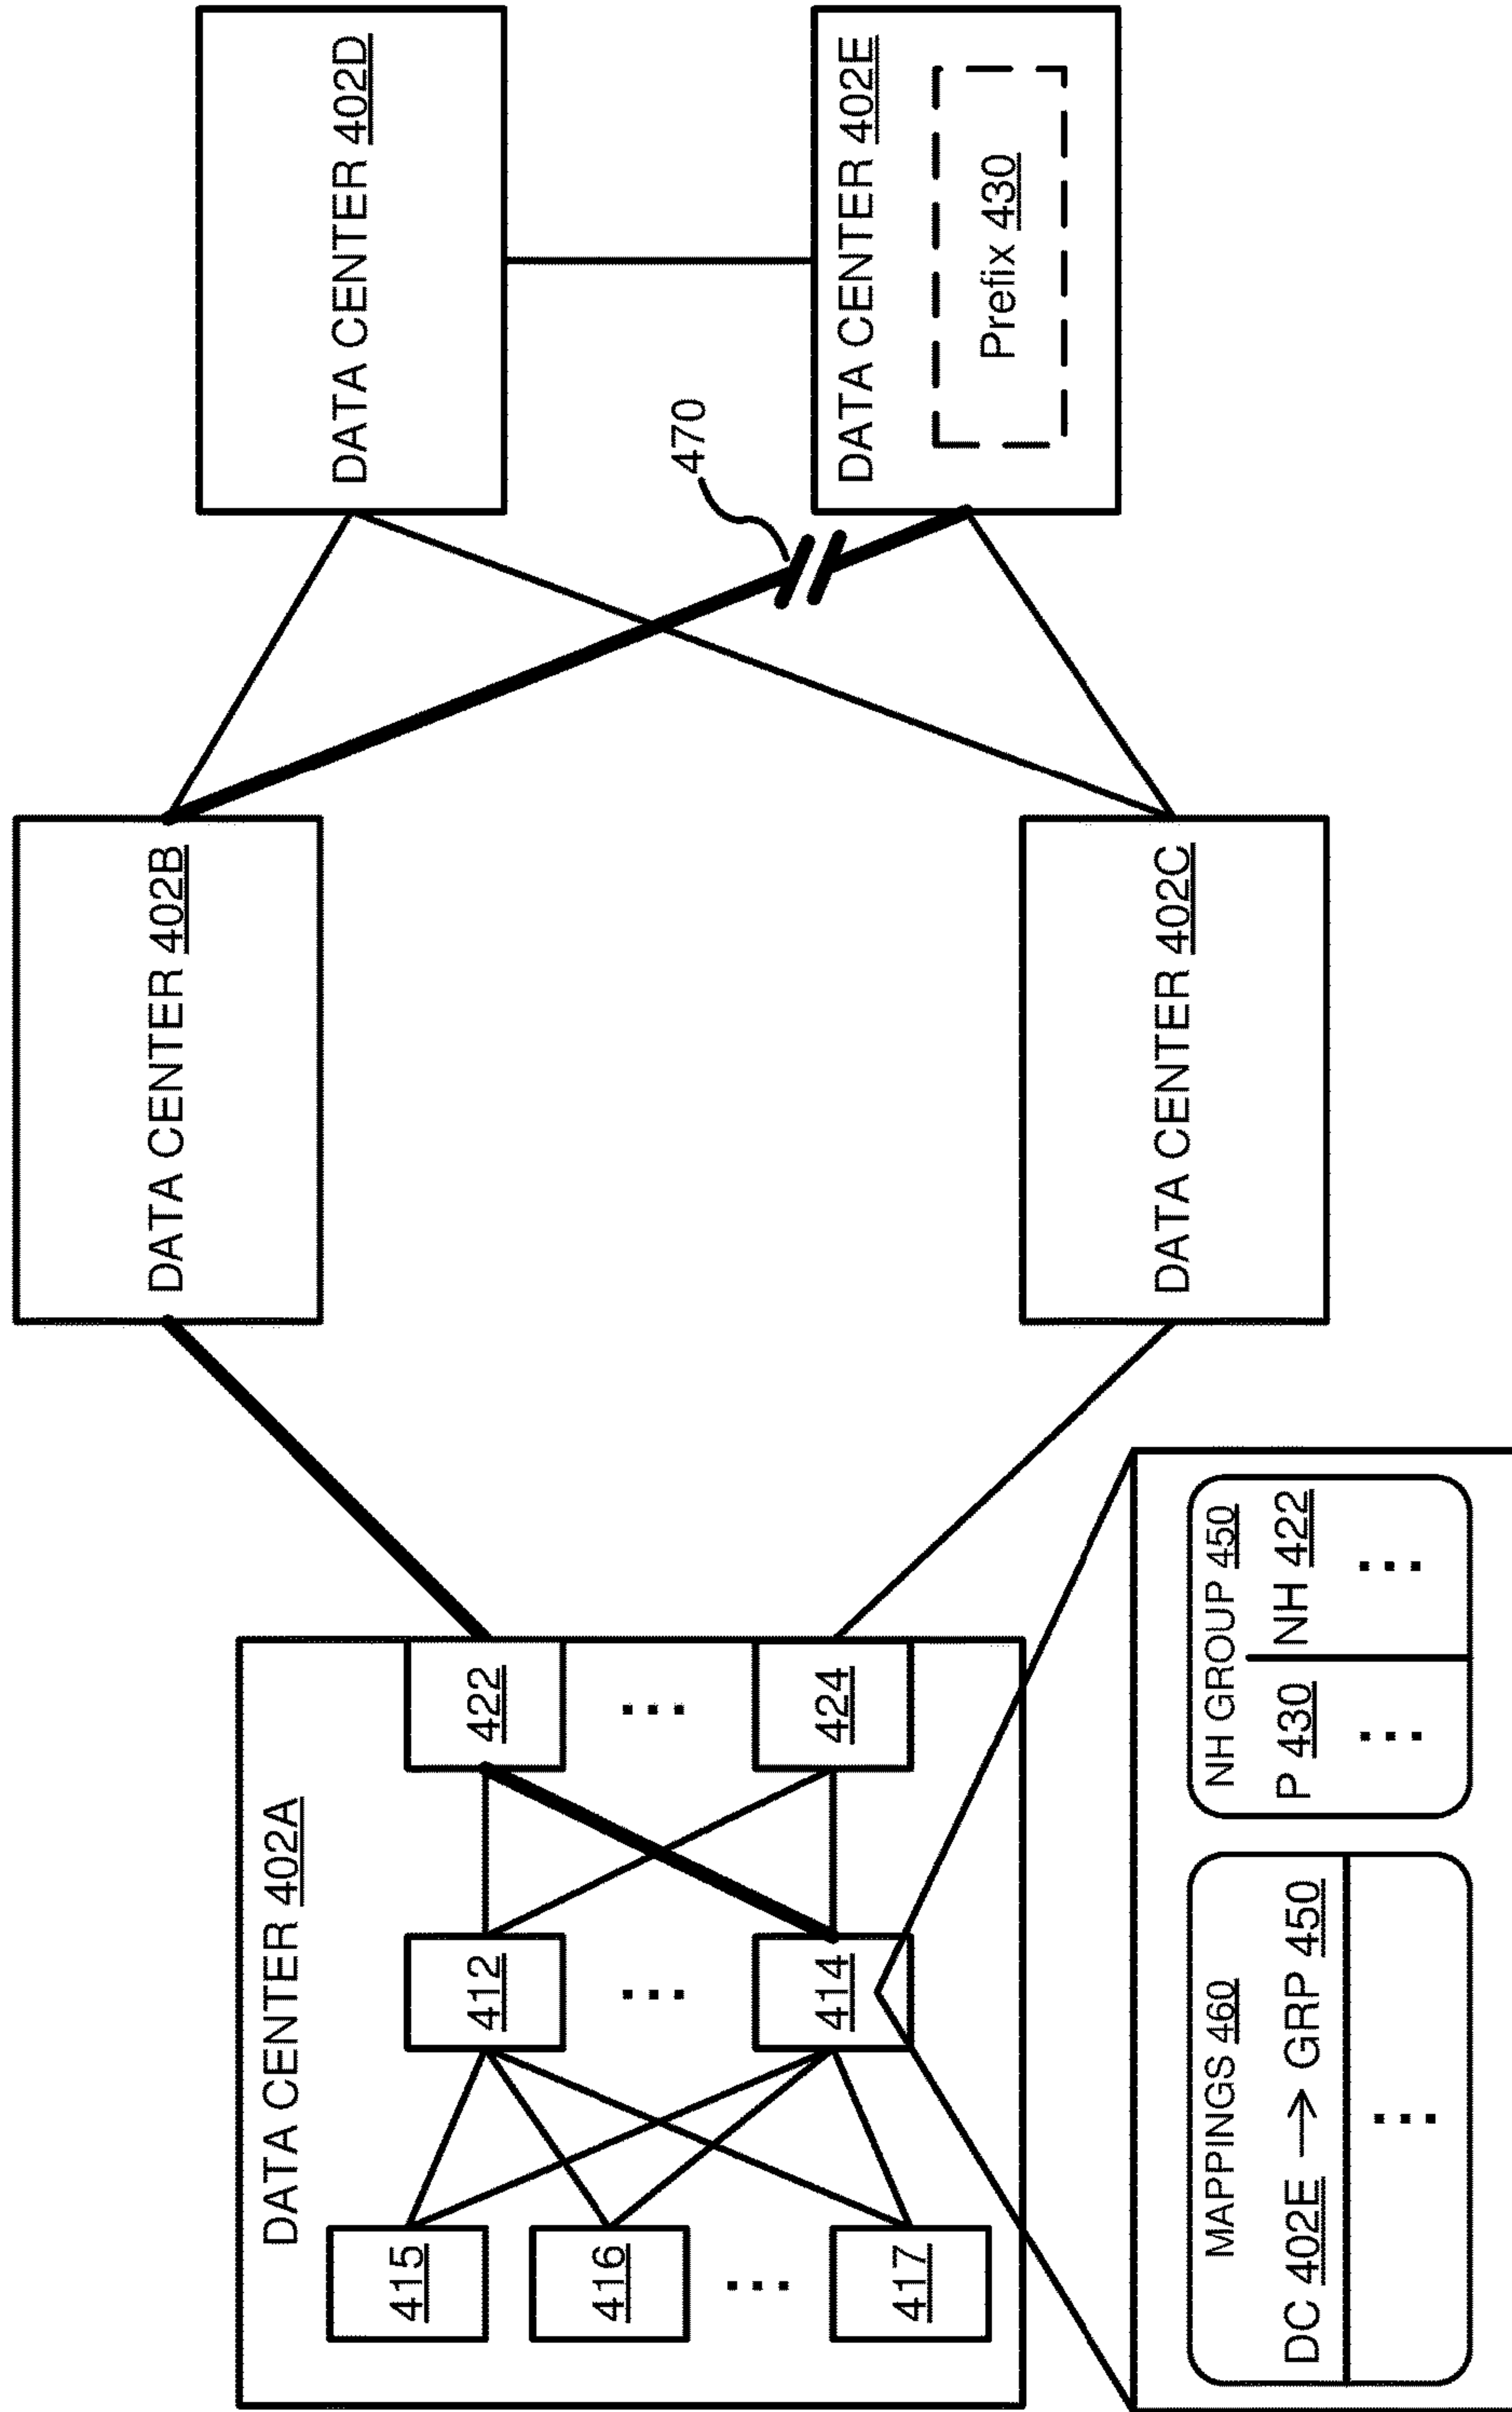 DATA CENTER 402A
415
416
417
412
414
422
424
DATA CENTER 402B
DATA CENTER 402C
DATA CENTER 402D
DATA CENTER 402E
Prefix 430
470
MAPPINGS 460
DC 402E → GRP 450
NH GROUP 450
P 430 NH 422